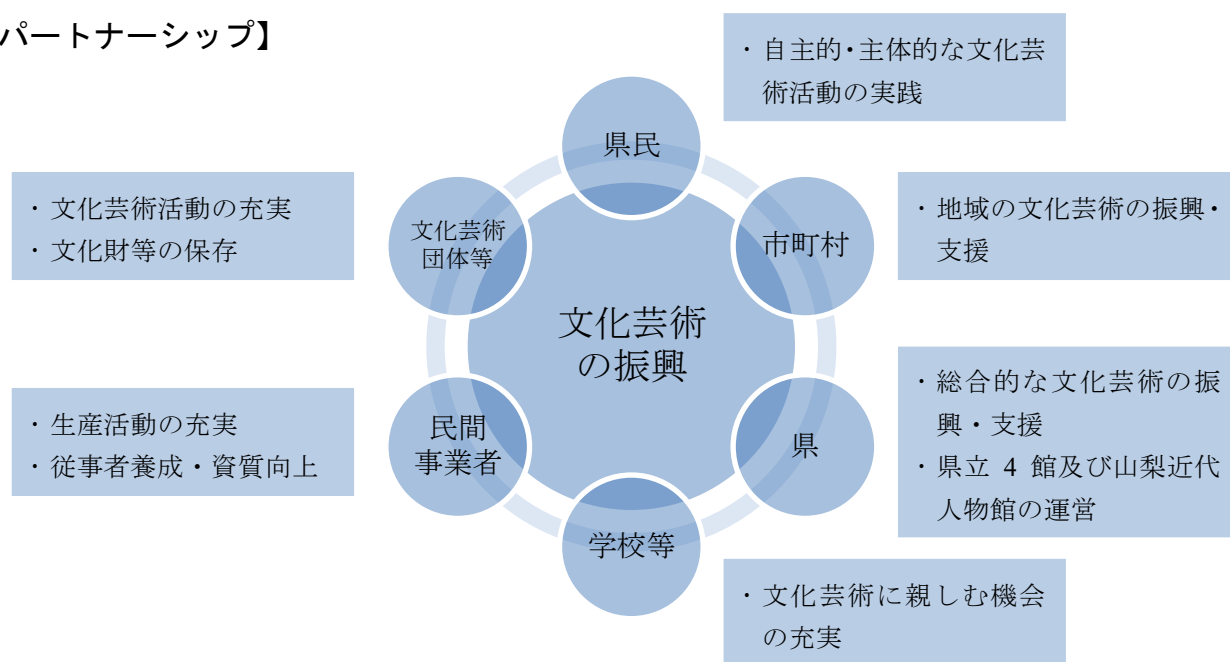 パートナーシップ】
・自主的・主体的な文化芸
術活動の実践
県民
・文化芸術活動の充実
・文化財等の保存
文化芸術
団体等
市町村
・地域の文化芸術の振興・
支援
文化芸術
の振興
・生産活動の充実
・従事者養成・資質向上
民間
事業者
県
・総合的な文化芸術の振
興・支援
・県立 4 館及び山梨近代
人物館の運営
学校等
・文化芸術に親しむ機会
の充実